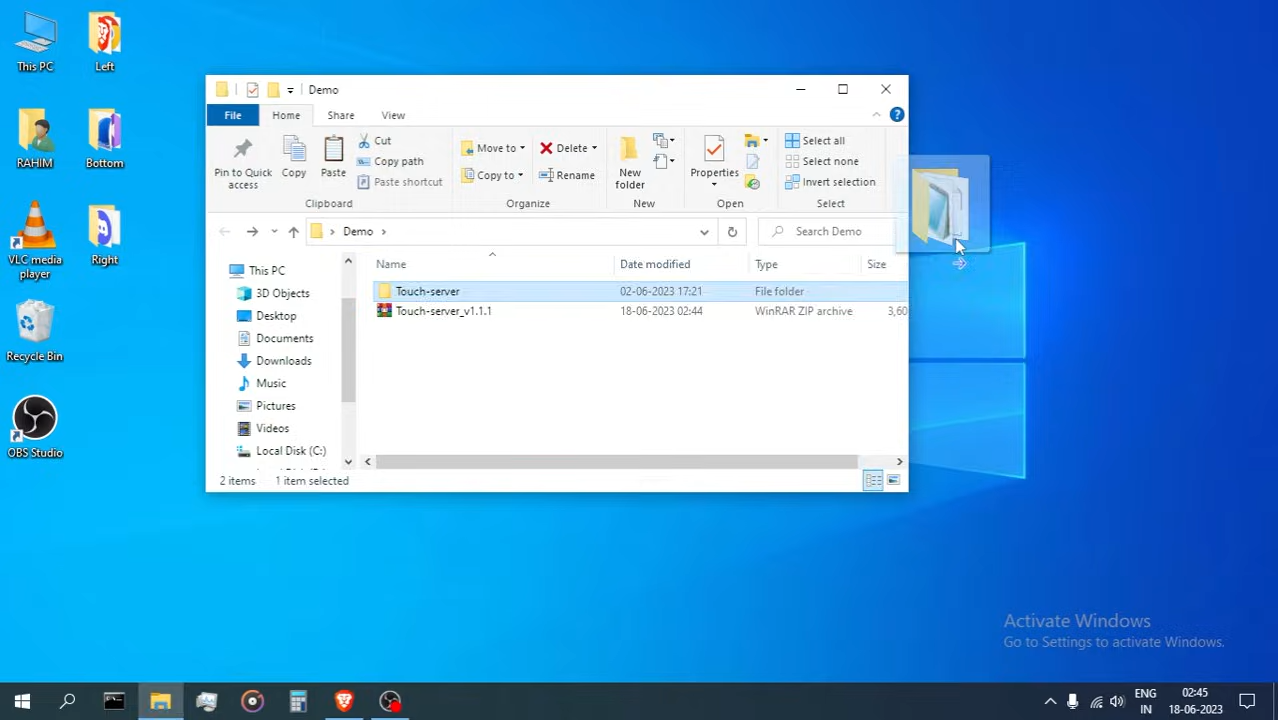 This PC
Left
RAHIM
Bottom
VLC media
player
Right
Recycle Bin
OBS Studio
Demo
File
Home
Share
View
Pin to Quick
access
Copy
Paste
Cut
Copy path
Paste shortcut
Clipboard
Move to
Copy to
Delete
Rename
Organize
New
folder
New
Properties
Open
Select all
Select none
Invert selection
Select
Demo
Search Demo
This PC
3D Objects
Desktop
Documents
Downloads
Music
Pictures
Videos
Local Disk (C:)
Name
Date modified
Type
Size
Touch-server
02-06-2023 17:21
File folder
Touch-server_v1.1.1
18-06-2023 02:44
WinRAR ZIP archive
3,60
2 items
1 item selected
Activate Windows
Go to Settings to activate Windows.
ENG
IN
02:45
18-06-2023